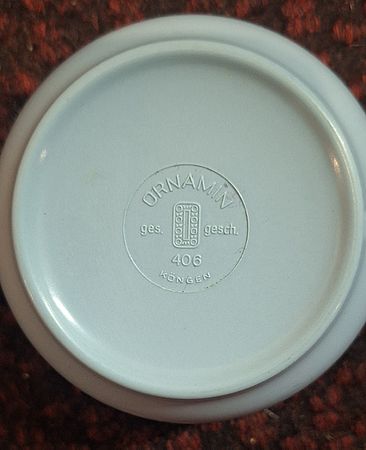 ORNAMIN
ges. gesch.
406
KÖNGEN